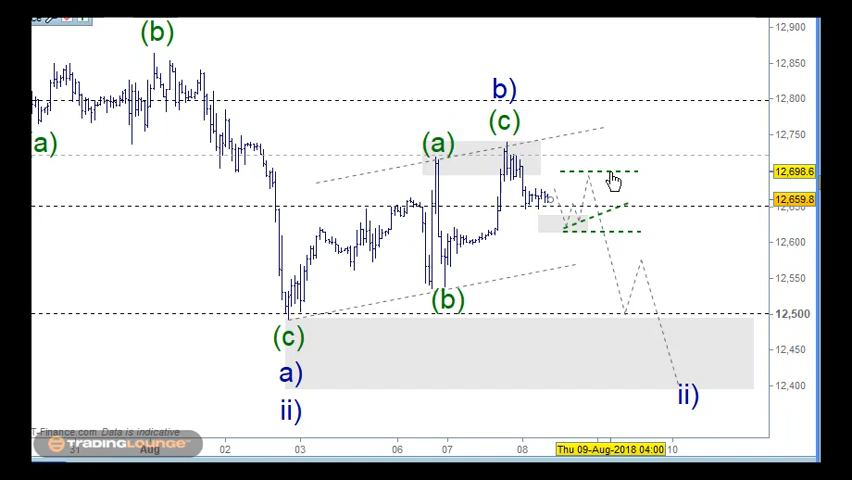 12,900
(b)
12,850
b)
12,800
(c)
a)
(a)
12,750
12,698.6
12,659.8
12,600
(b)
12,550
12,500
(c)
a)
12,450
ii)
ii)
12,400
T-Finance.com Data is indicative
TRADINGLOUNGE
31 Aug 02 03 06 07 08 Thu 09-Aug-2018 04:00 10